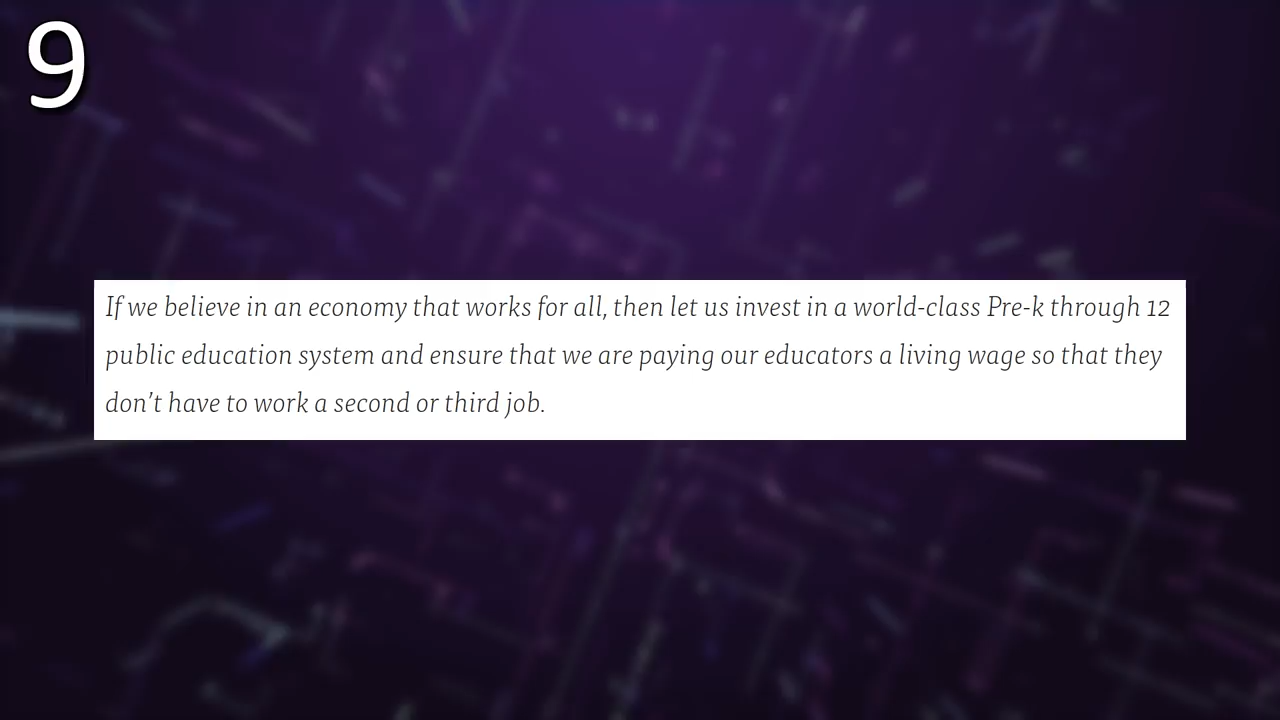 9
If we believe in an economy that works for all, then let us invest in a world-class Pre-k through 12
public education system and ensure that we are paying our educators a living wage so that they
don’t have to work a second or third job.